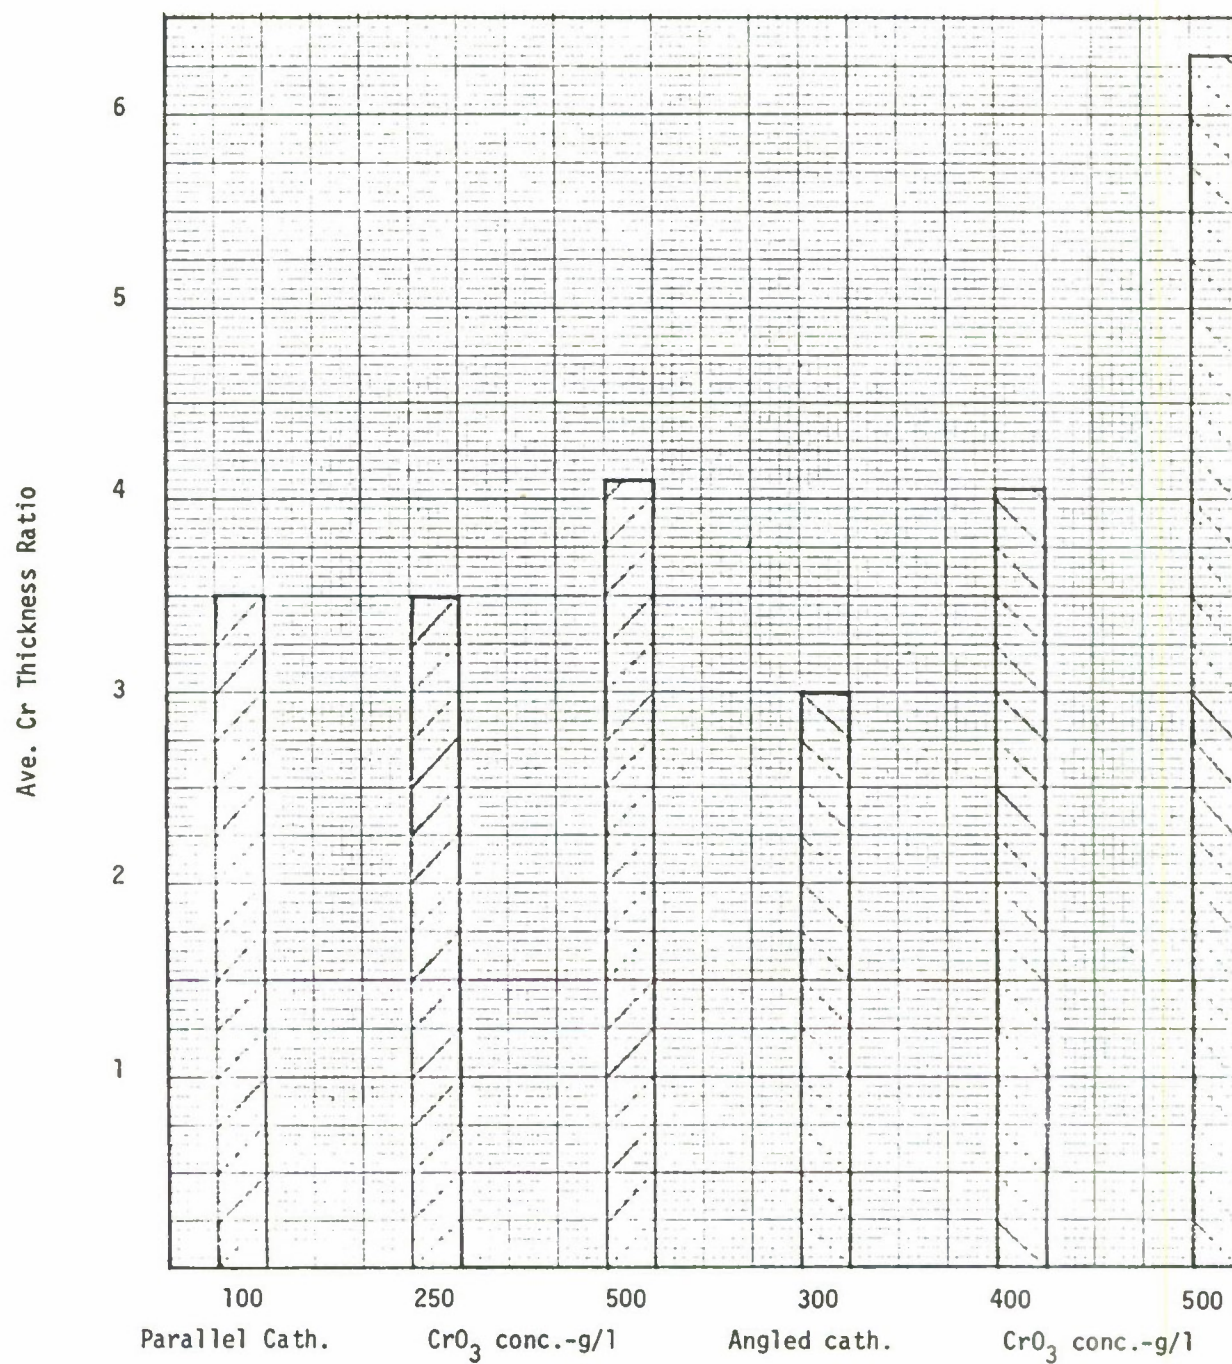 6
5
4
3
2
1
Ave. Cr Thickness Ratio
100 250 500 300 400 500
Parallel Cath. CrO₃ conc.-g/l Angled cath. CrO₃ conc.-g/l